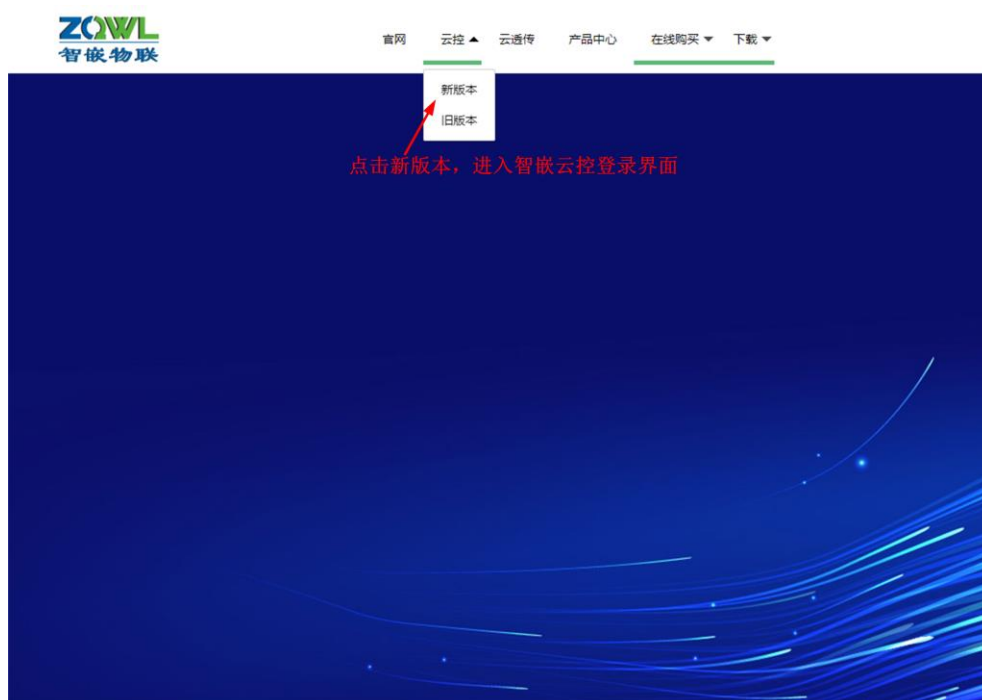 ZQWL
智嵌物联
官网 云控 云透传 产品中心 在线购买 下载
新版本
旧版本
点击新版本，进入智嵌云控登录界面